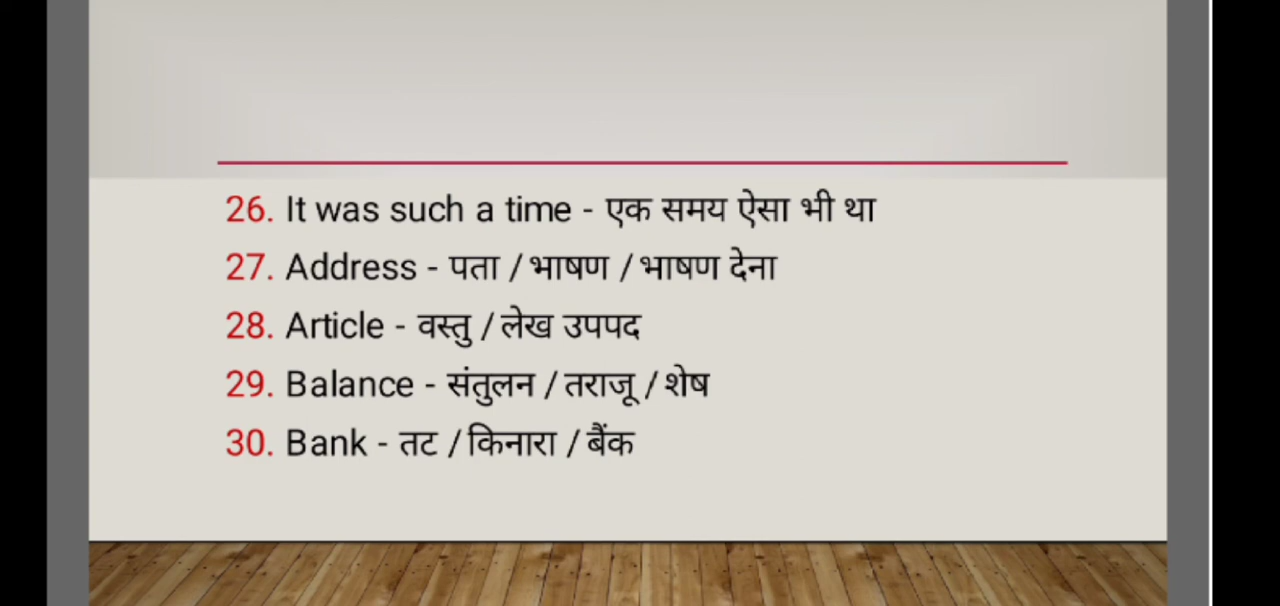 26. It was such a time - एक समय ऐसा भी था
27. Address - पता / भाषण / भाषण देना
28. Article - वस्तु / लेख उपपद
29. Balance - संतुलन / तराजू / शेष
30. Bank - तट / किनारा / बैंक